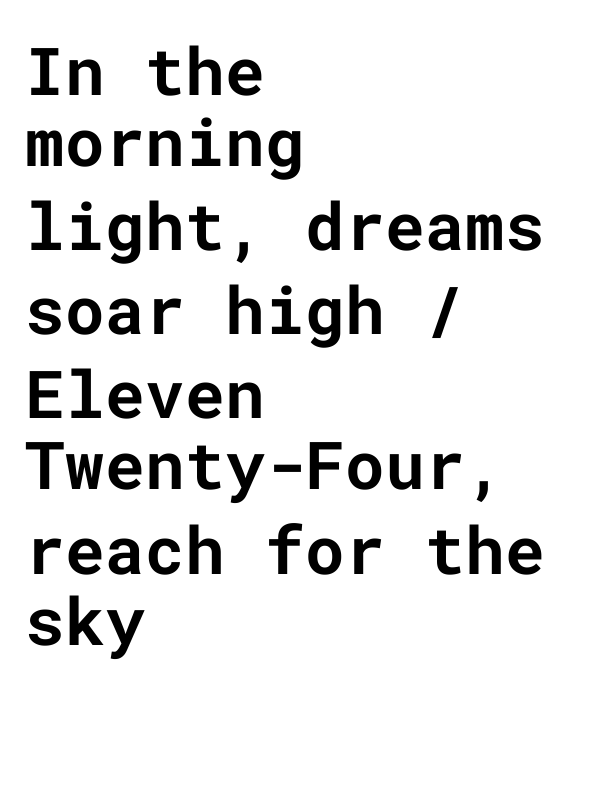 In the
morning
light, dreams
soar high /
Eleven
Twenty-Four,
reach for the
sky